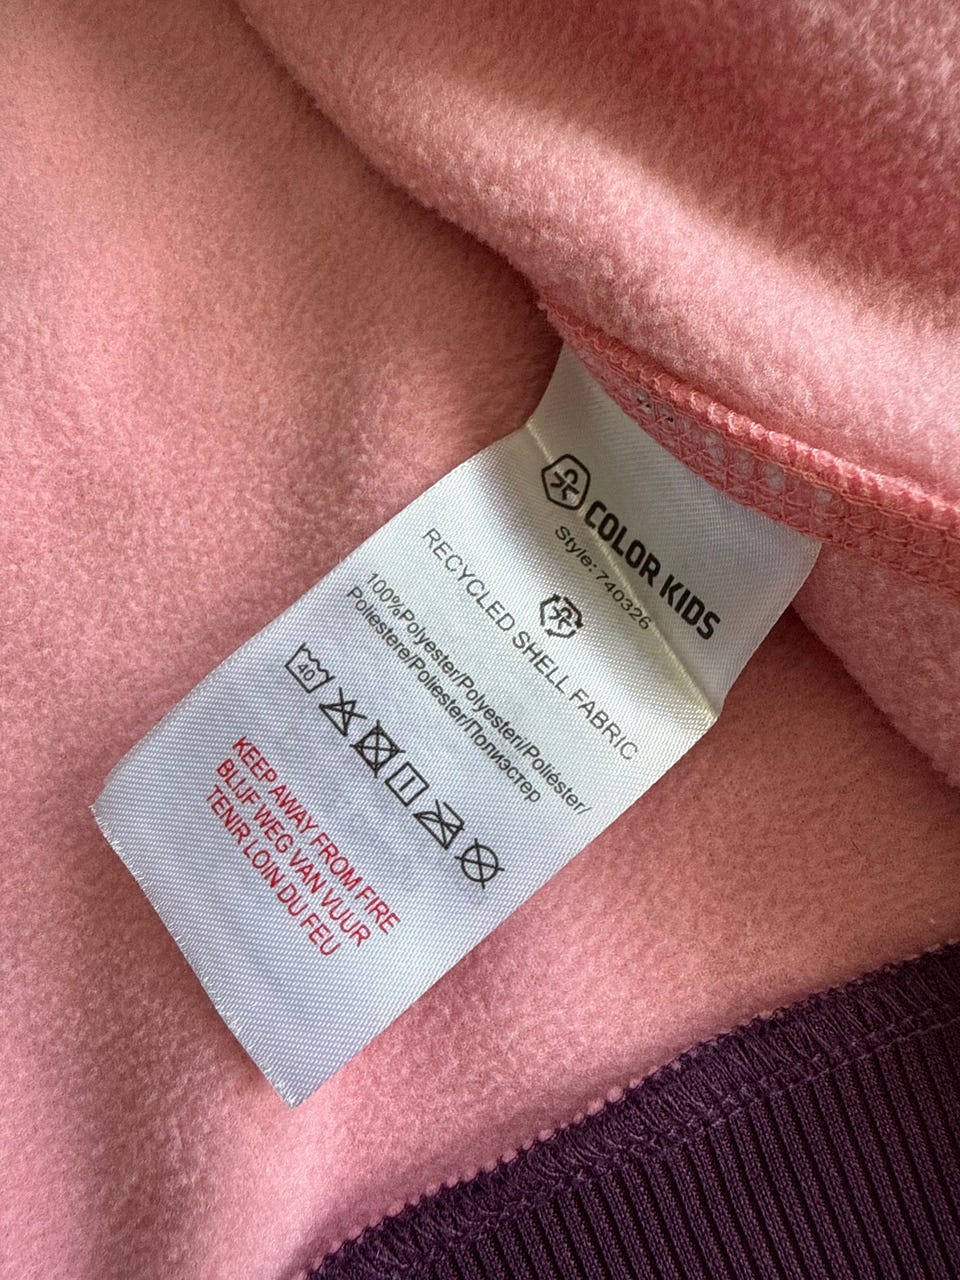 COLOR KIDS
Style: 740326
RECYCLED SHELL FABRIC
100%Polyester/Polyesteri/Poliéster/
Poliestere/Poliester/Полиэстер
40
KEEP AWAY FROM FIRE
BLIJF WEG VAN VUUR
TENIR LOIN DU FEU